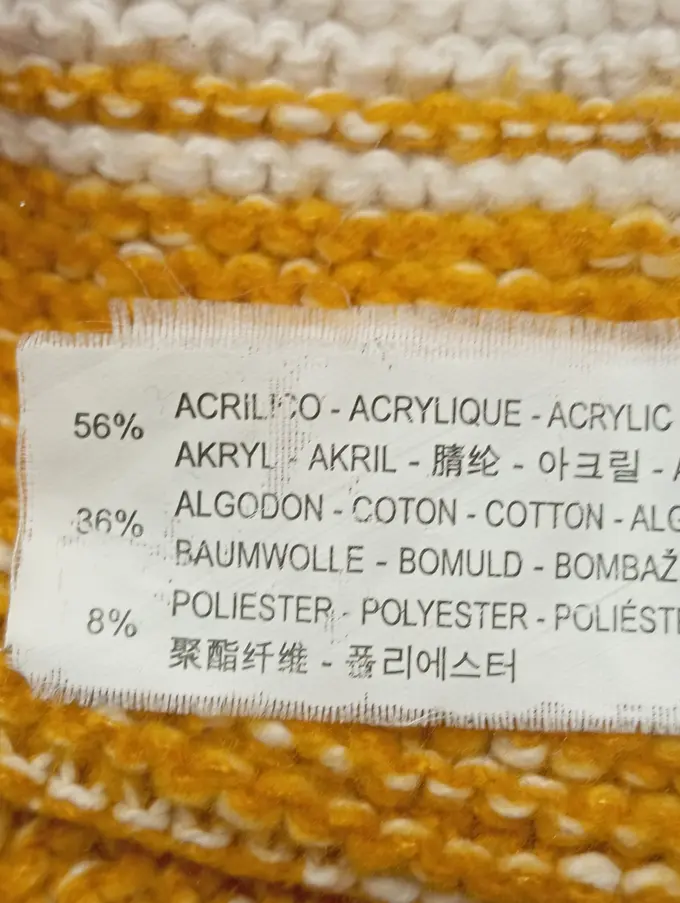 56% ACRILICO - ACRYLIQUE - ACRYLIC
AKRYL - AKRIL - 腈纶 - 아크릴 -
36% ALGODON - COTON - COTTON - ALG
BAUMWOLLE - BOMULD - BOMBAŽ
8% POLIESTER - POLYESTER - POLIÉSTE
聚酯纤维 - 폴리에스터